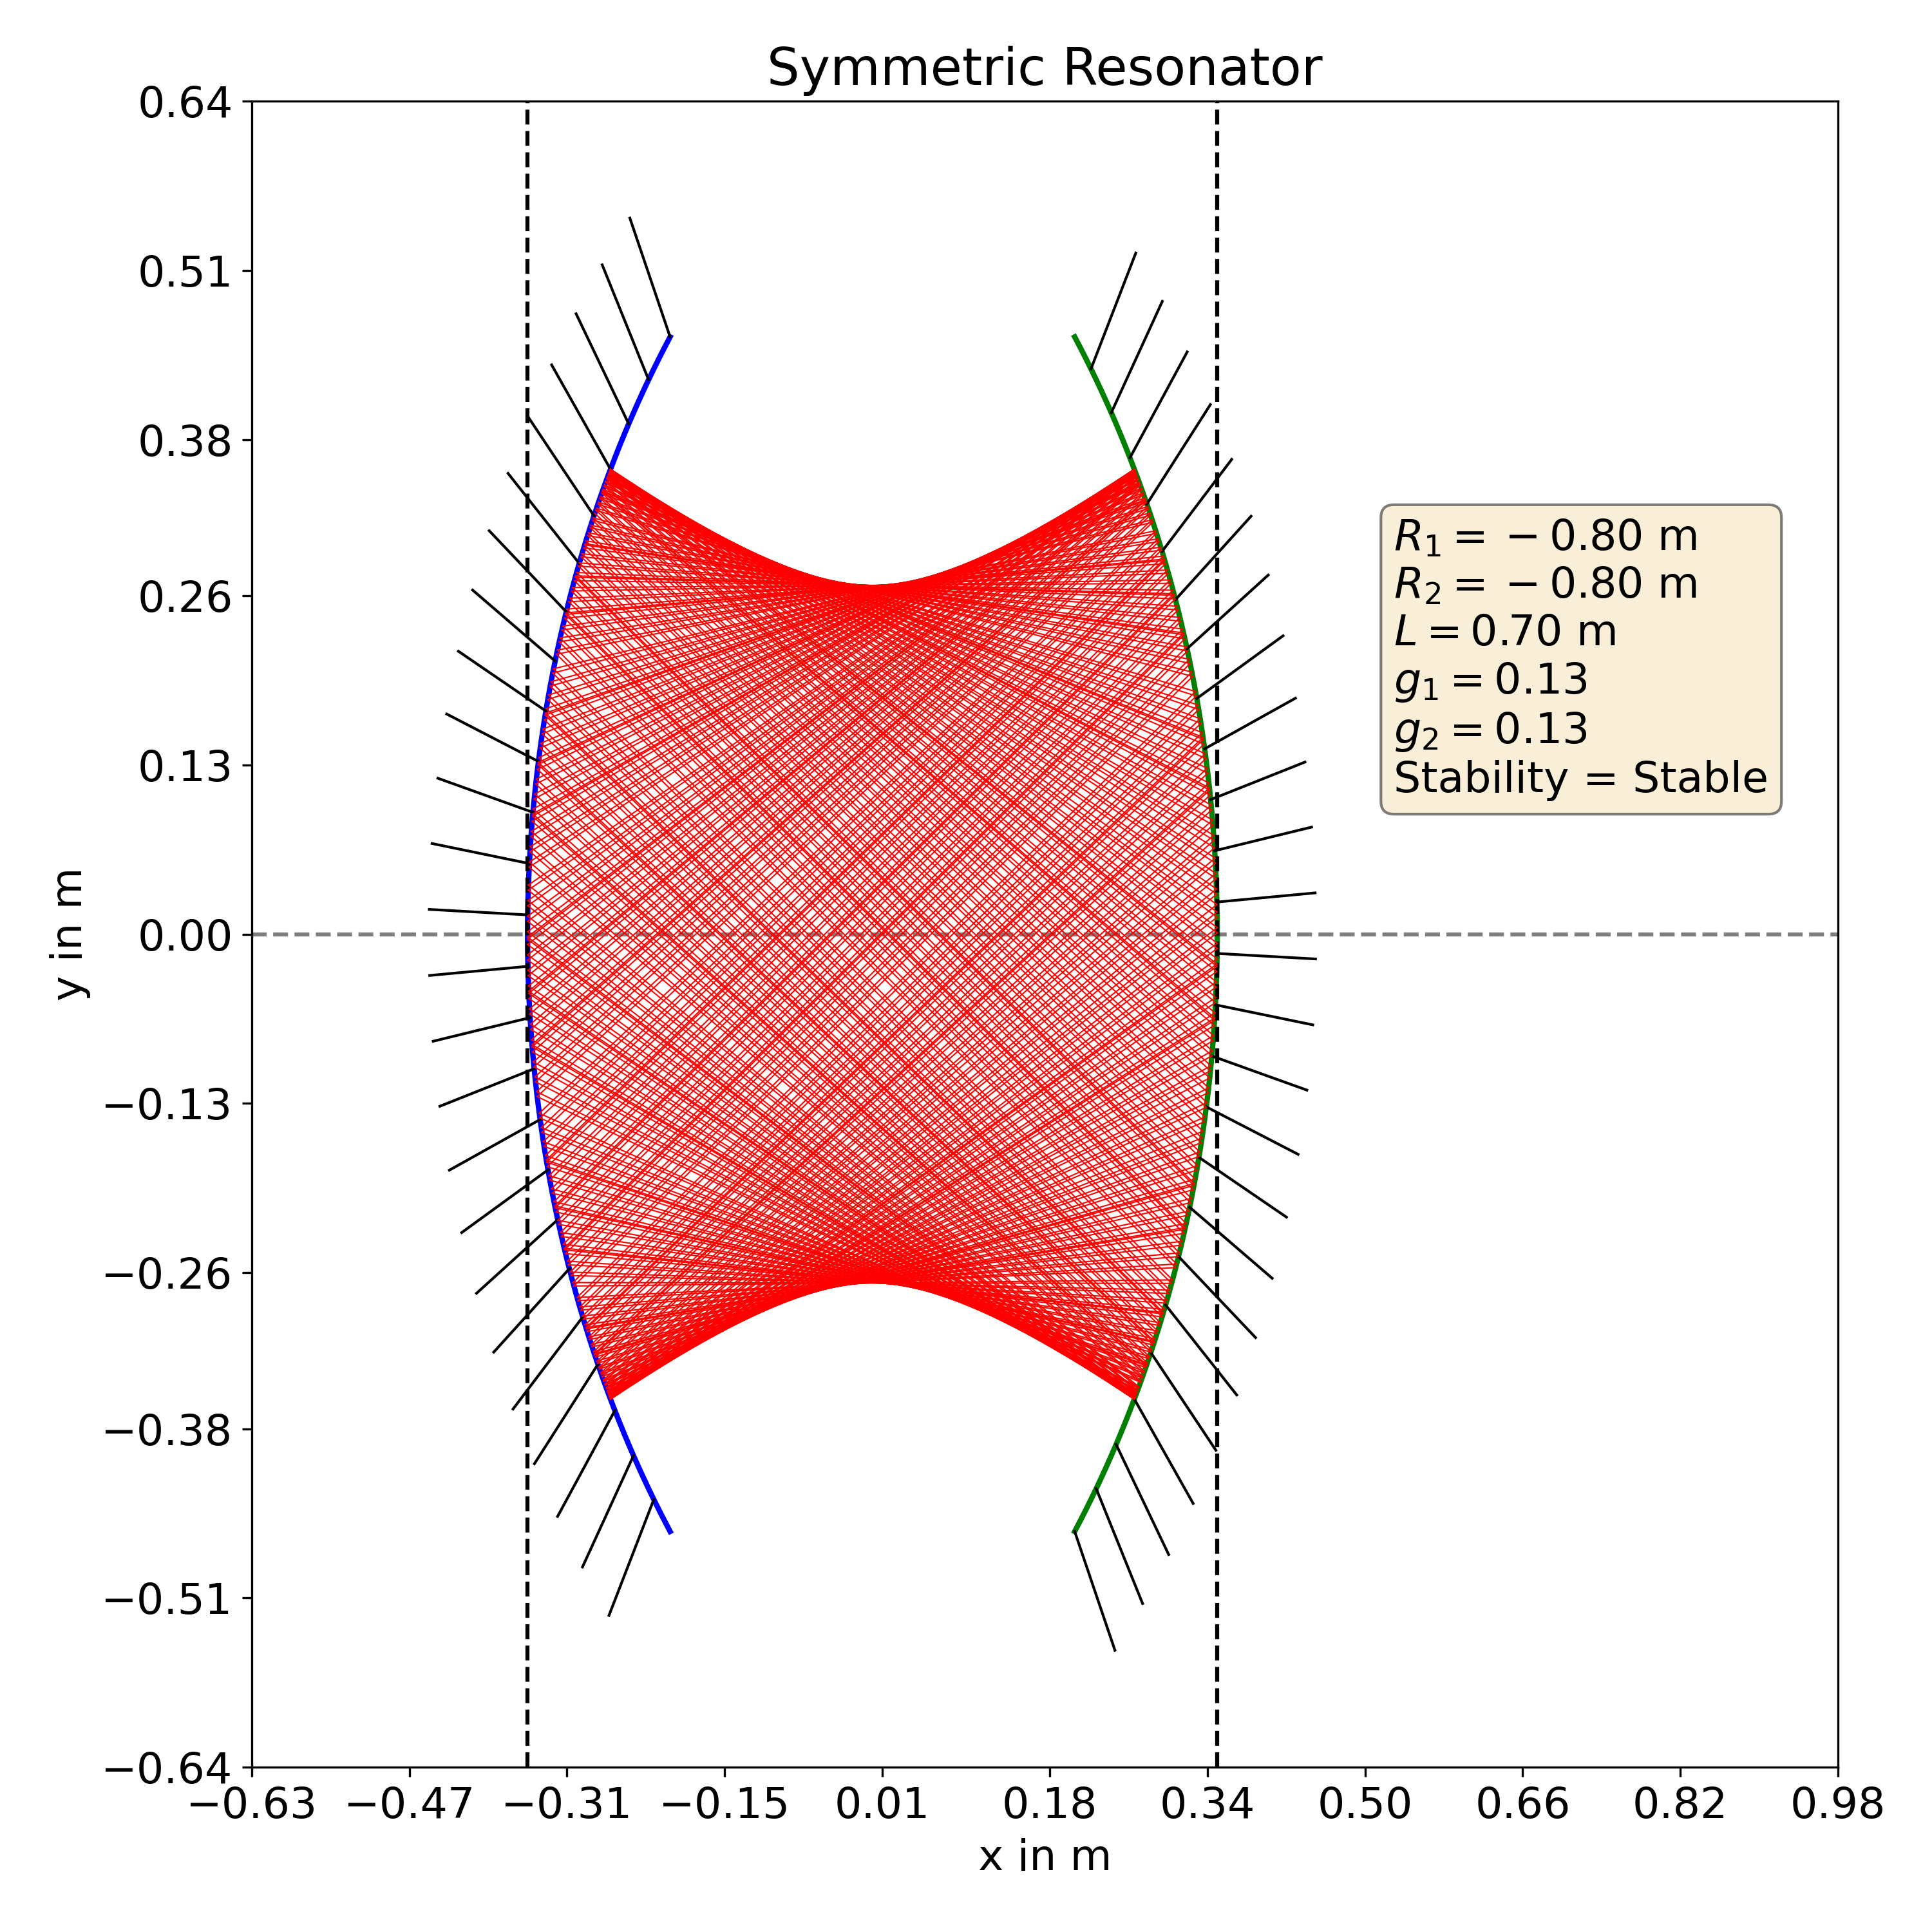 Symmetric Resonator
0.64
0.51
0.38
0.26
0.13
0.00
−0.13
−0.26
−0.38
−0.51
−0.64
y in m
R₁ = −0.80 m
R₂ = −0.80 m
L = 0.70 m
g₁ = 0.13
g₂ = 0.13
Stability = Stable
−0.63 −0.47 −0.31 −0.15 0.01 0.18 0.34 0.50 0.66 0.82 0.98
x in m